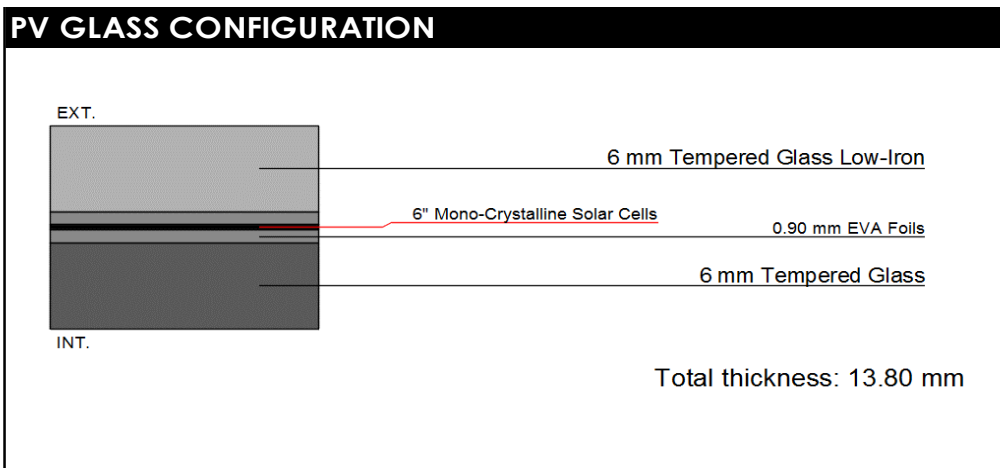 PV GLASS CONFIGURATION
EXT.
6 mm Tempered Glass Low-Iron
6" Mono-Crystalline Solar Cells
0.90 mm EVA Foils
6 mm Tempered Glass
INT.
Total thickness: 13.80 mm